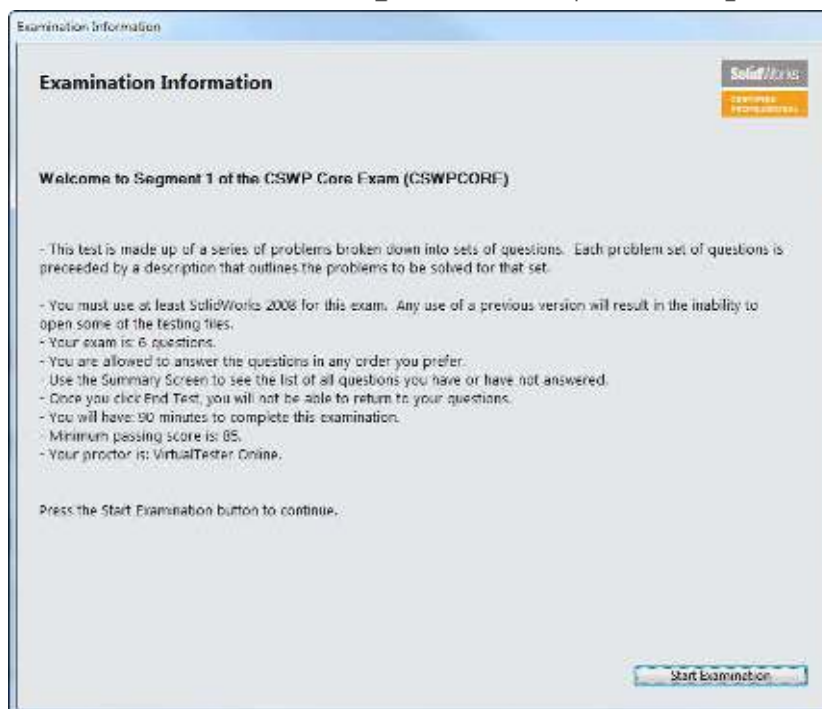 Examination Information
Examination Information
SolidWorks
CERTIFIED
PROFESSIONAL
Welcome to Segment 1 of the CSWP Core Exam (CSWPCORE)
- This test is made up of a series of problems broken down into sets of questions. Each problem set of questions is
preceeded by a description that outlines the problems to be solved for that set.
- You must use at least SolidWorks 2008 for this exam. Any use of a previous version will result in the inability to
open some of the testing files.
- Your exam is: 6 questions.
- You are allowed to answer the questions in any order you prefer.
- Use the Summary Screen to see the list of all questions you have or have not answered.
- Once you click End Test, you will not be able to return to your questions.
- You will have: 90 minutes to complete this examination.
- Minimum passing score is: 85.
- Your proctor is: VirtualTester Online.
Press the Start Examination button to continue.
Start Examination